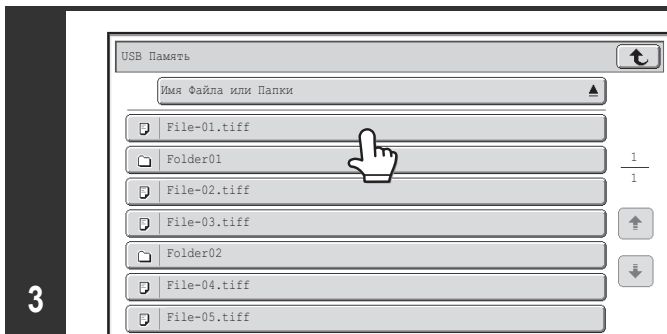 USB Память
Имя Файла или Папки
File-01.tiff
Folder01
1
1
File-02.tiff
File-03.tiff
Folder02
File-04.tiff
3
File-05.tiff